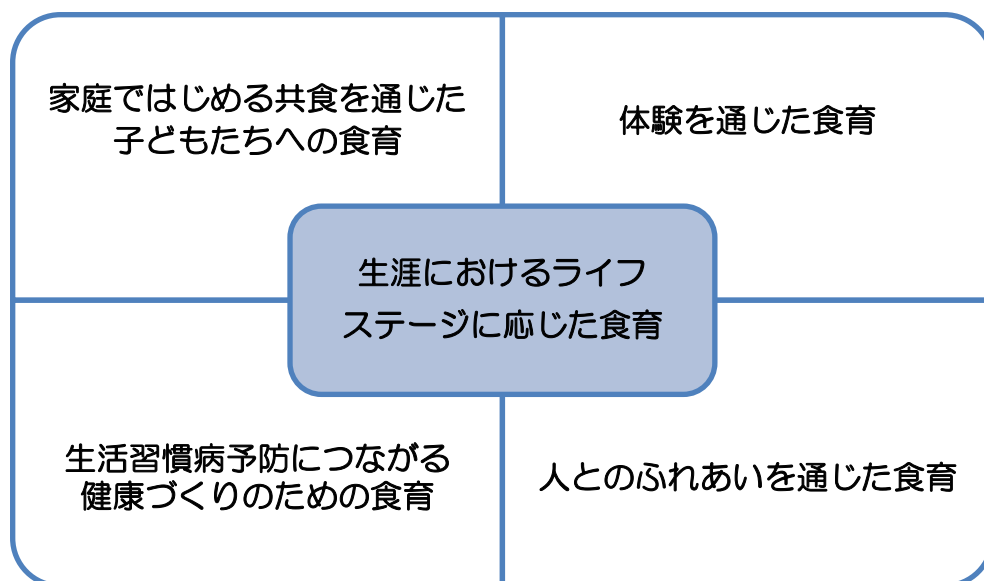 家庭ではじめる共食を通じた
子どもたちへの食育
体験を通じた食育
生涯におけるライフ
ステージに応じた食育
生活習慣病予防につながる
健康づくりのための食育
人とのふれあいを通じた食育